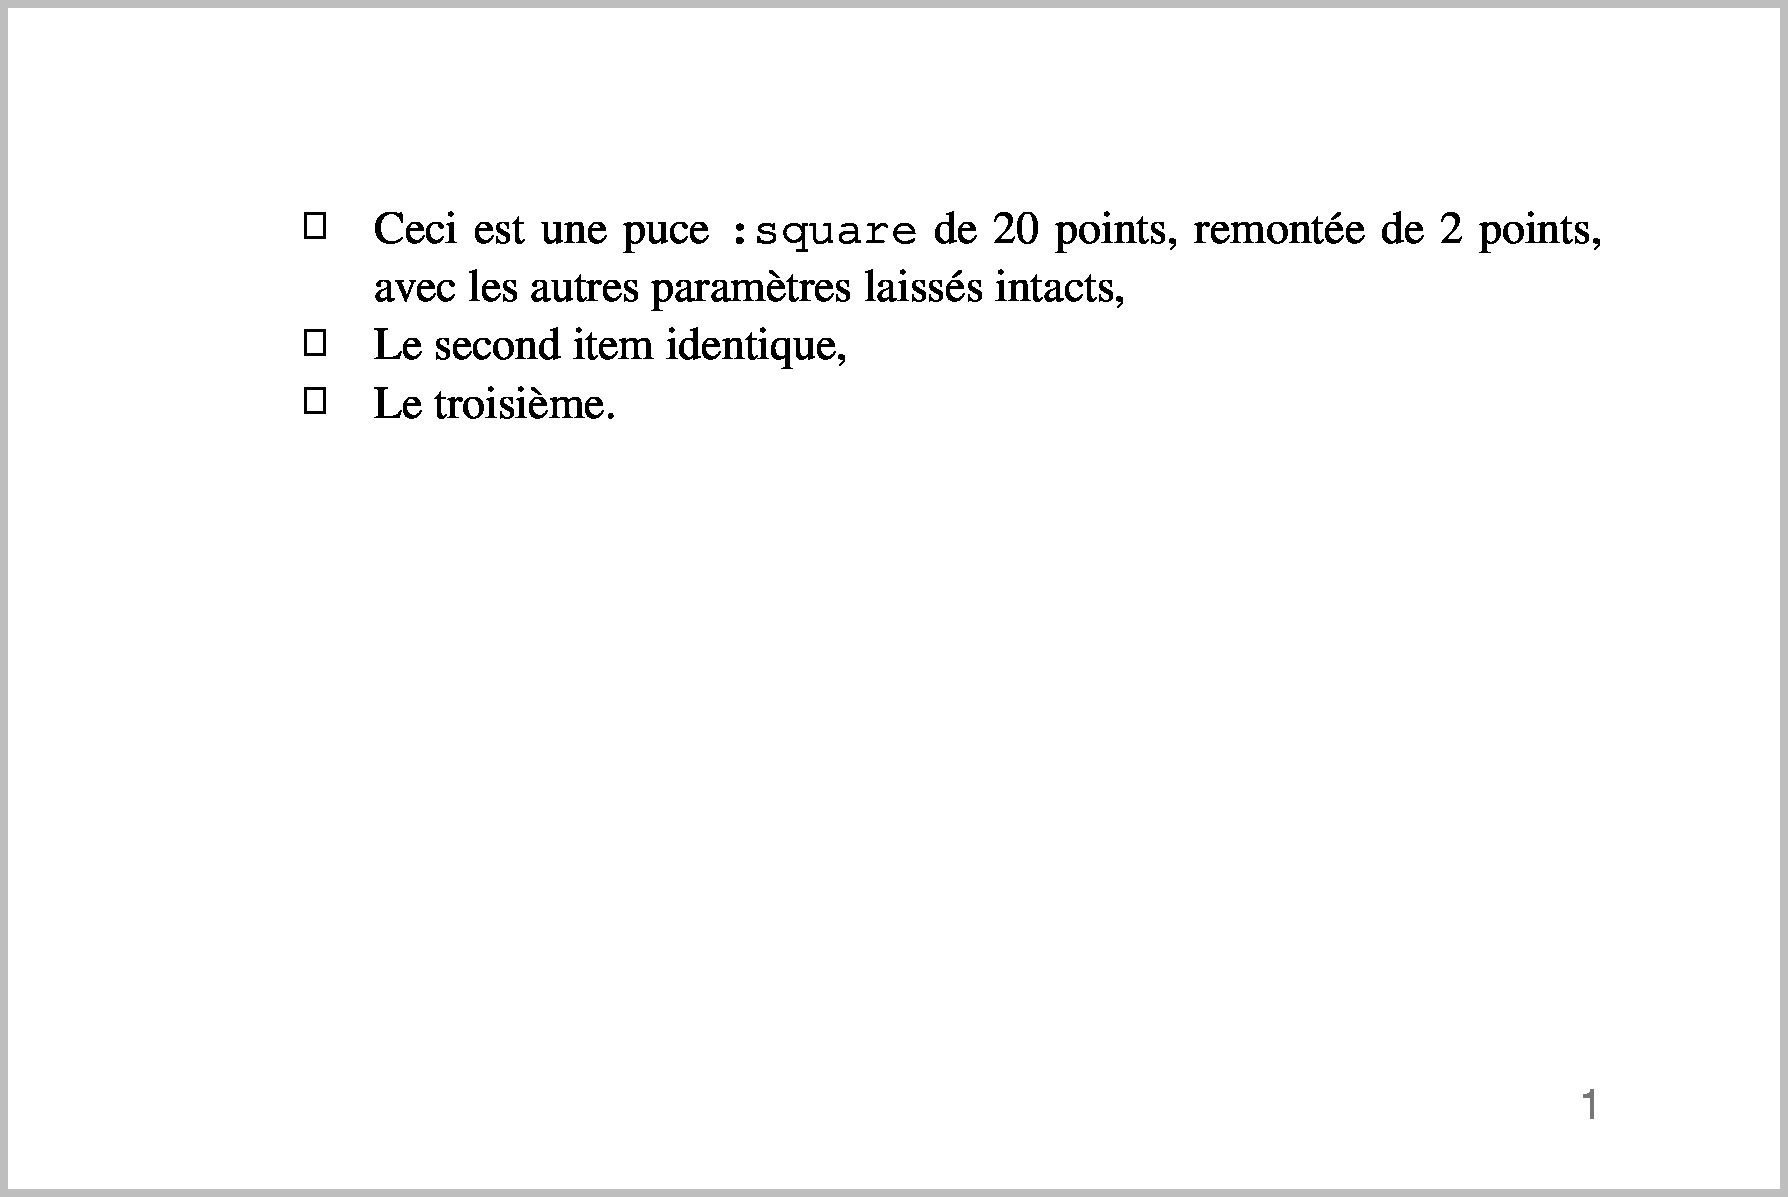 ☐ Ceci est une puce :square de 20 points, remontée de 2 points,
avec les autres paramètres laissés intacts,
☐ Le second item identique,
☐ Le troisième.
1